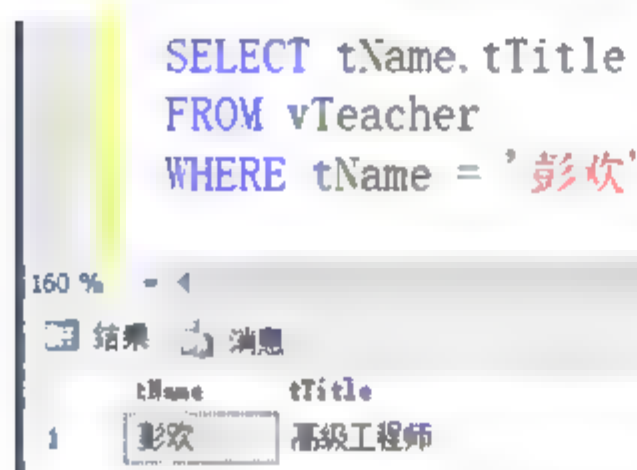 SELECT tName,tTitle
FROM vTeacher
WHERE tName = '彭欢'
160 %
结果 消息
tName tTitle
1 彭欢 高级工程师